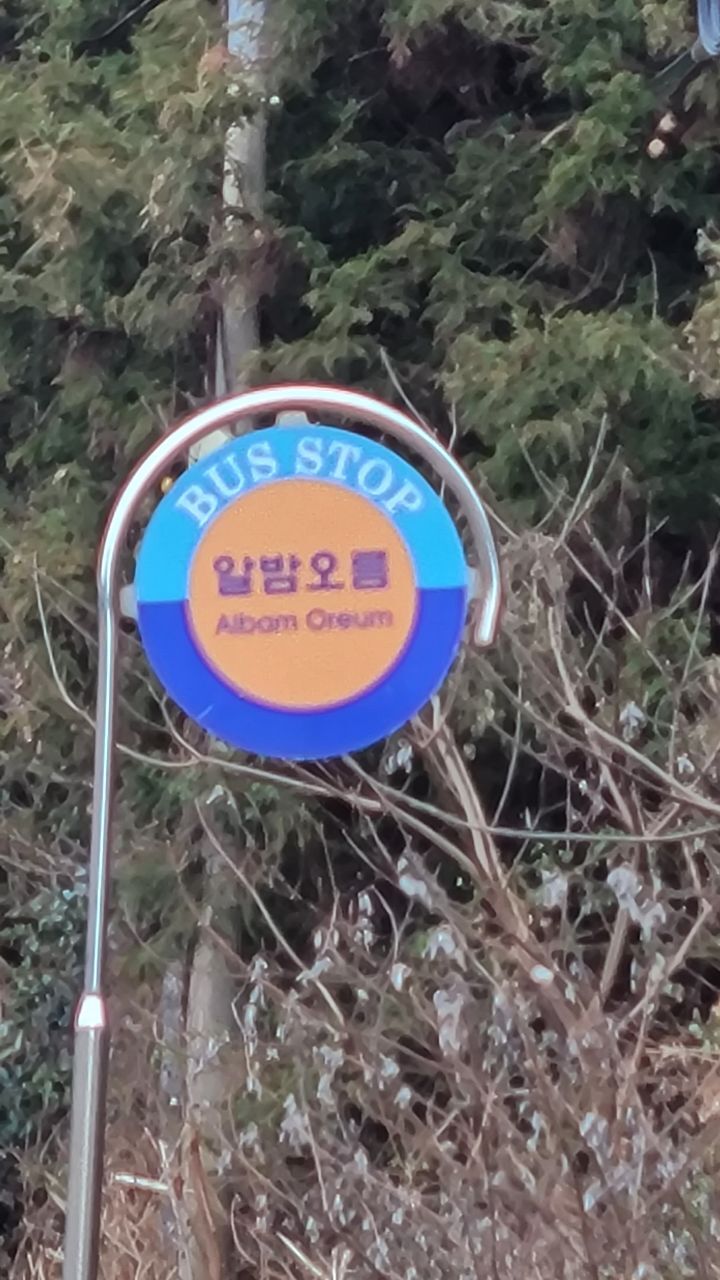 BUS STOP
알밤오름
Albam Oreum